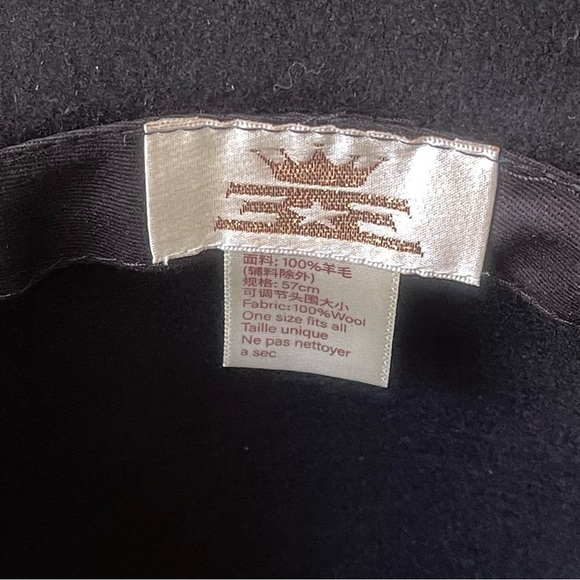 面料: 100%羊毛
(辅料除外)
规格: 57cm
可调节头围大小
Fabric:100%Wool
One size fits all
Taille unique
Ne pas nettoyer
a sec